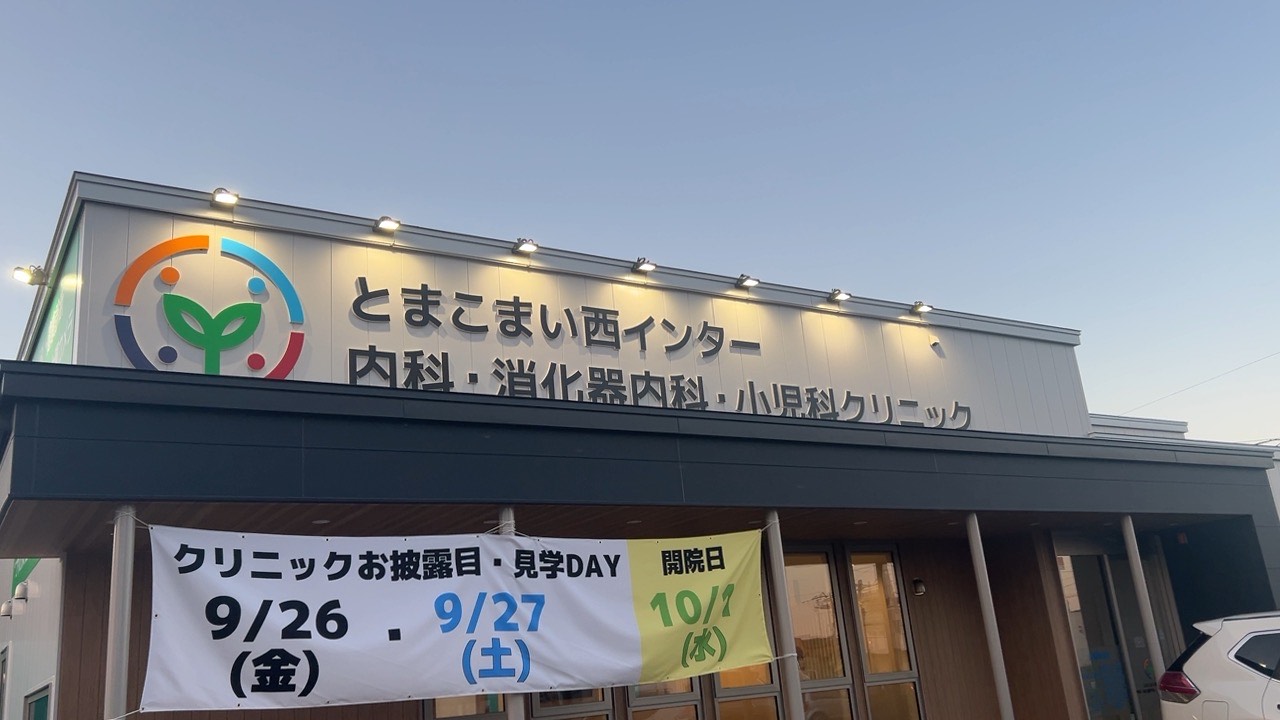 とまこまい西インター
内科・消化器内科・小児科クリニック
クリニックお披露目・見学DAY
9/26・9/27
(金) (土)
開院日
10/1
(水)